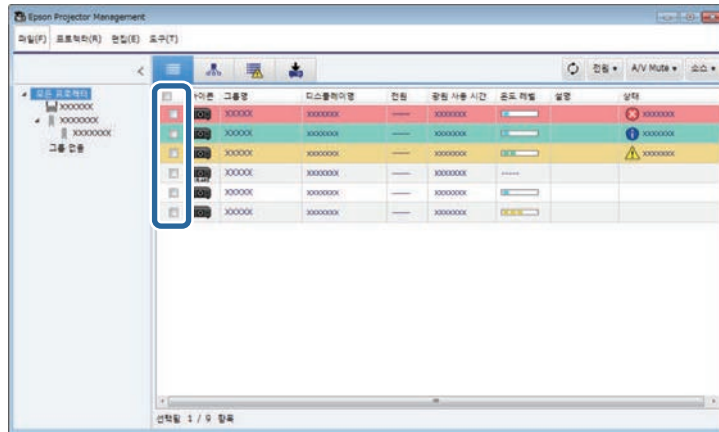 Epson Projector Management
파일(F) 프로젝터(R) 편집(E) 도구(T)
전원 A/V Mute 소스
모든 프로젝터
XXXXXX
XXXXXXX
XXXXXXX
그룹 없음
아이콘 그룹명 디스플레이명 전원 광원 사용 시간 온도 레벨 설명 상태
XXXXX XXXXXXX ---- XXXXXXX XXXXXXX
XXXXX XXXXXXX ---- XXXXXXX XXXXXXX
XXXXX XXXXXXX ---- XXXXXXX XXXXXXX
XXXXX XXXXXXX ---- XXXXXXX -----
XXXXX XXXXXXX ---- XXXXXXX
XXXXX XXXXXXX ---- XXXXXXX
선택됨 1 / 9 항목